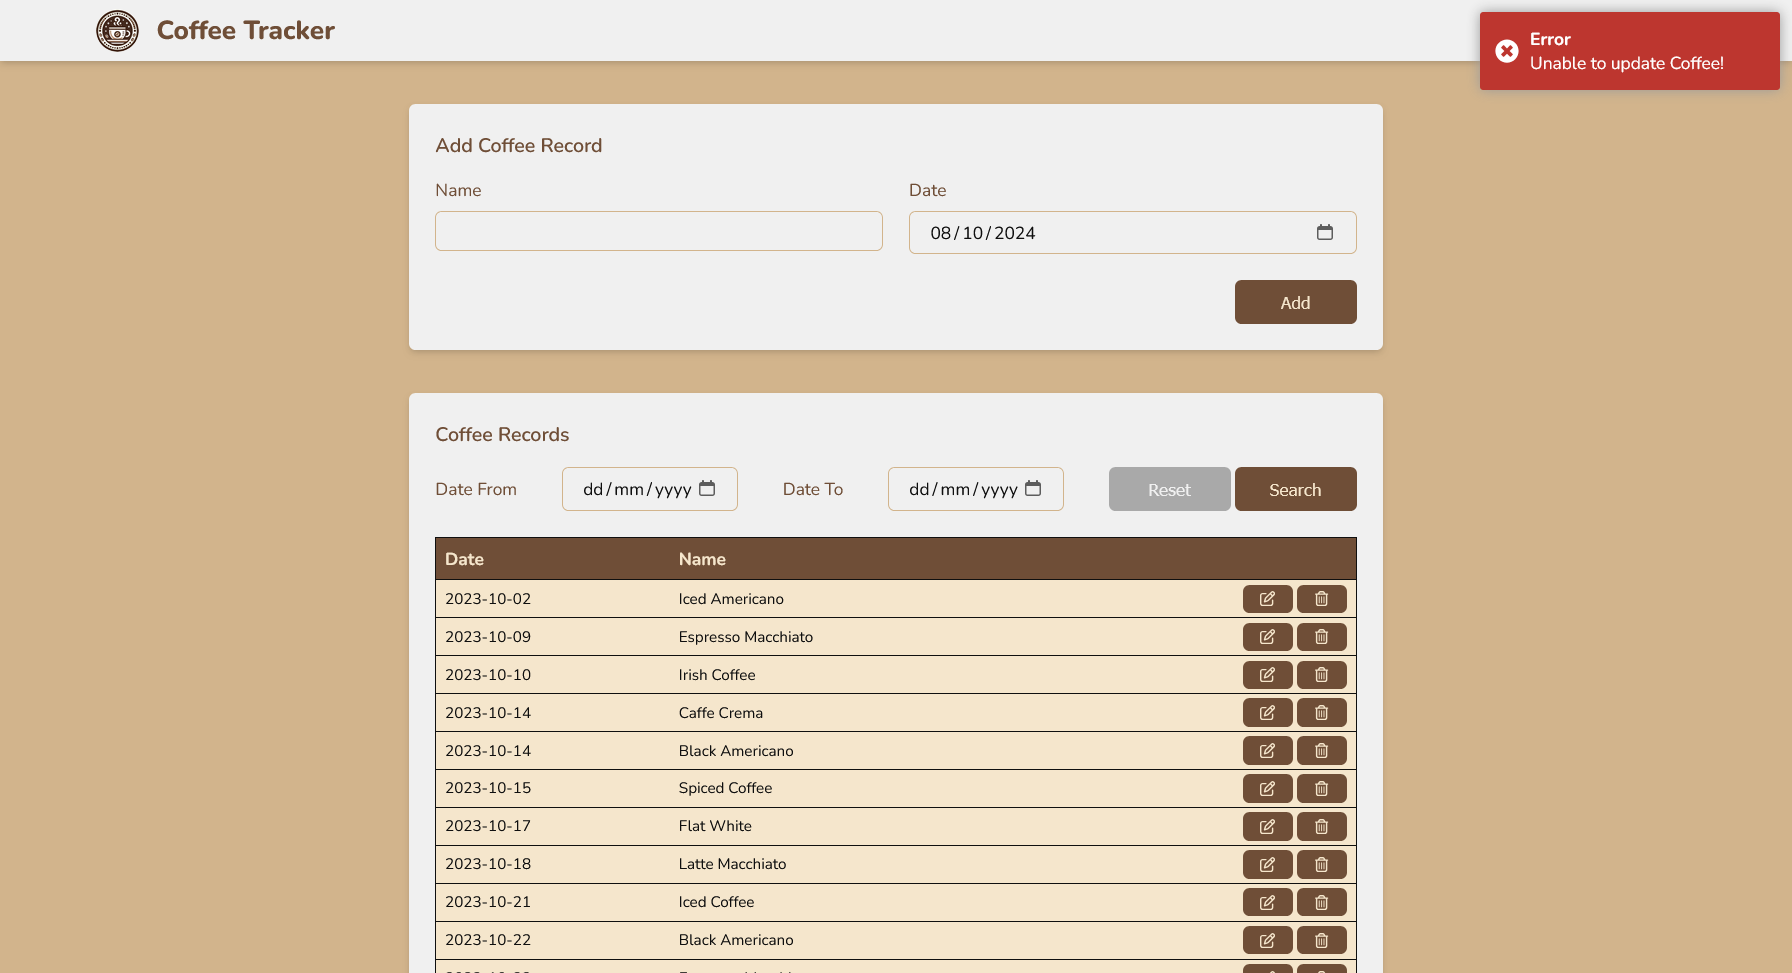 Coffee Tracker
Error
Unable to update Coffee!
Add Coffee Record
Name
Date
08/10/2024
Add
Coffee Records
Date From
dd/mm/yyyy
Date To
dd/mm/yyyy
Reset
Search
Date Name
2023-10-02 Iced Americano
2023-10-09 Espresso Macchiato
2023-10-10 Irish Coffee
2023-10-14 Caffe Crema
2023-10-14 Black Americano
2023-10-15 Spiced Coffee
2023-10-17 Flat White
2023-10-18 Latte Macchiato
2023-10-21 Iced Coffee
2023-10-22 Black Americano